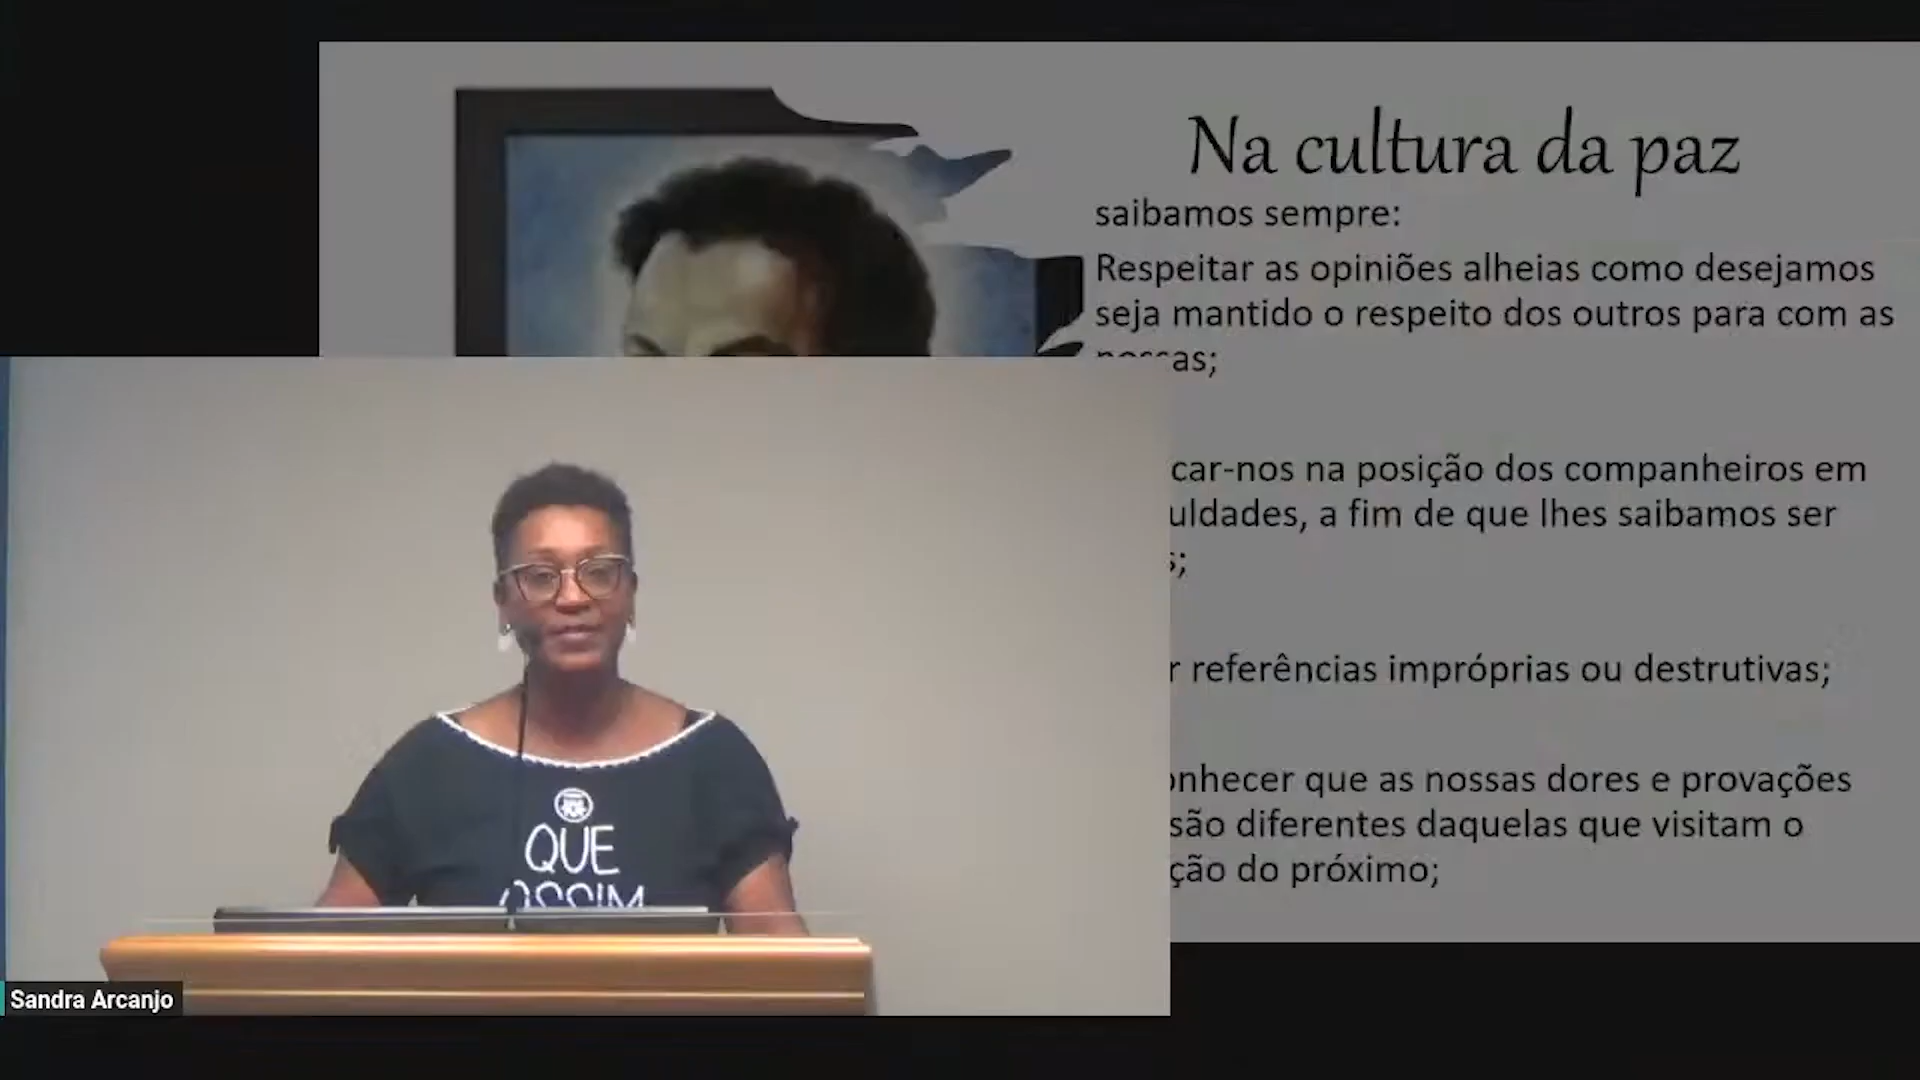 Na cultura da paz
saibamos sempre:
Respeitar as opiniões alheias como desejamos
seja mantido o respeito dos outros para com as
car-nos na posição dos companheiros em
uldades, a fim de que lhes saibamos ser
r referências impróprias ou destrutivas;
onhecer que as nossas dores e provações
são diferentes daquelas que visitam o
ção do próximo;
QUE
ASSIM
Sandra Arcanjo